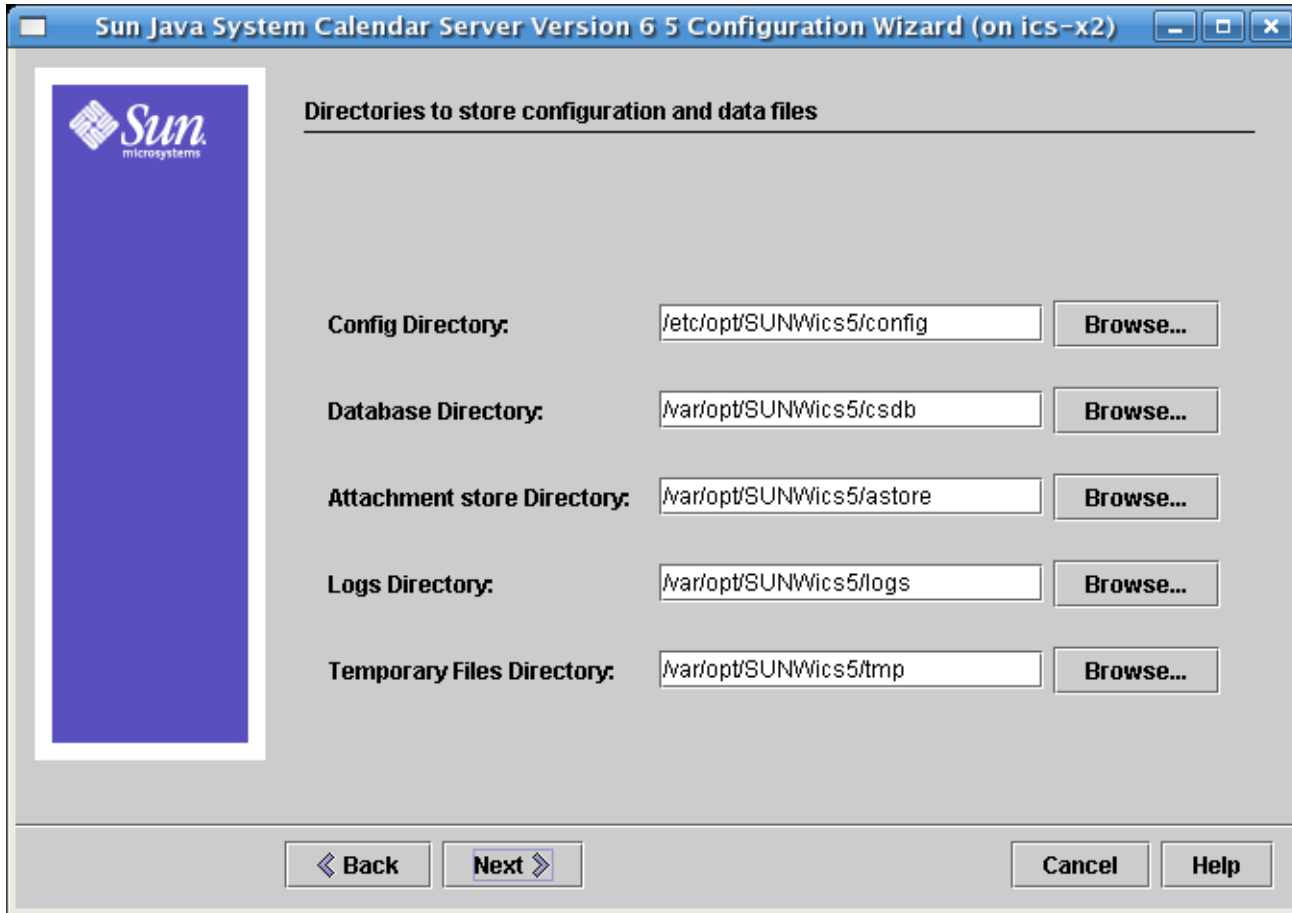 Sun Java System Calendar Server Version 6 5 Configuration Wizard (on ics-x2)
Sun
microsystems
Directories to store configuration and data files
Config Directory: /etc/opt/SUNWics5/config Browse...
Database Directory: /var/opt/SUNWics5/csdb Browse...
Attachment store Directory: /var/opt/SUNWics5/astore Browse...
Logs Directory: /var/opt/SUNWics5/logs Browse...
Temporary Files Directory: /var/opt/SUNWics5/tmp Browse...
Back Next Cancel Help